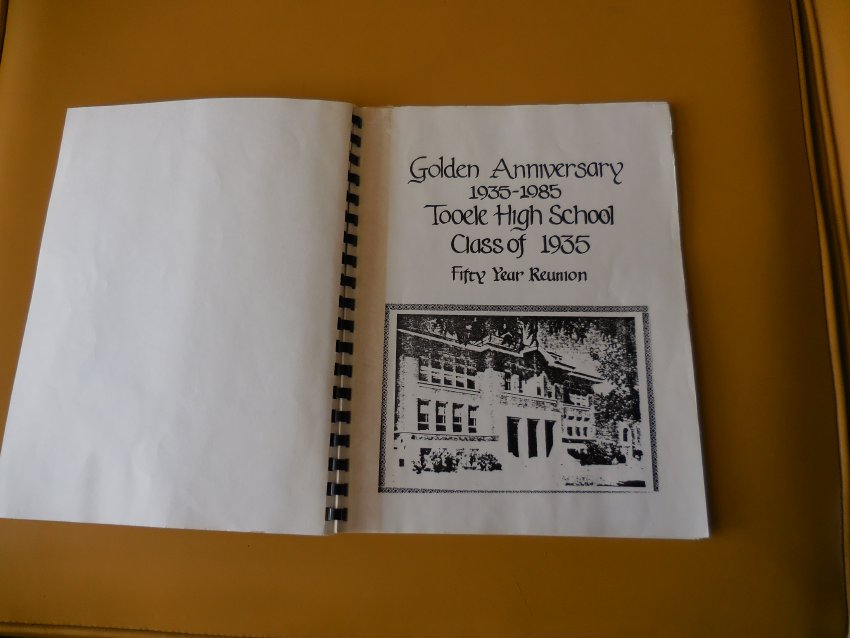 Golden Anniversary
1935-1985
Tooele High School
Class of 1935
Fifty Year Reunion